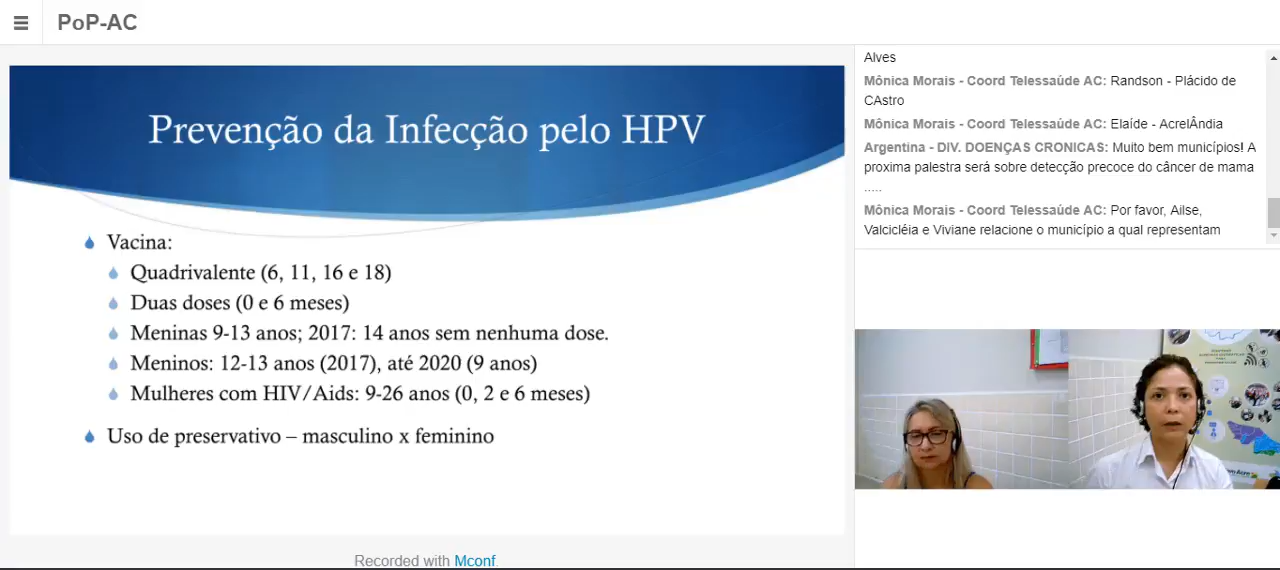 PoP-AC
Prevenção da Infecção pelo HPV
Vacina:
Quadrivalente (6, 11, 16 e 18)
Duas doses (0 e 6 meses)
Meninas 9-13 anos; 2017: 14 anos sem nenhuma dose.
Meninos: 12-13 anos (2017), até 2020 (9 anos)
Mulheres com HIV/Aids: 9-26 anos (0, 2 e 6 meses)
Uso de preservativo – masculino x feminino
Recorded with Mconf.
Alves
Mônica Morais - Coord Telessaúde AC: Randson - Plácido de
CAstro
Mônica Morais - Coord Telessaúde AC: Elaíde - AcrelÂndia
Argentina - DIV. DOENÇAS CRONICAS: Muito bem municípios! A
proxima palestra será sobre detecção precoce do câncer de mama
.....
Mônica Morais - Coord Telessaúde AC: Por favor, Ailse,
Valcicléia e Viviane relacione o município a qual representam